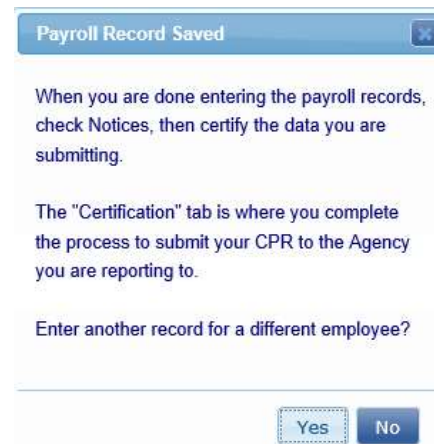 Payroll Record Saved
When you are done entering the payroll records,
check Notices, then certify the data you are
submitting.
The "Certification" tab is where you complete
the process to submit your CPR to the Agency
you are reporting to.
Enter another record for a different employee?
Yes No